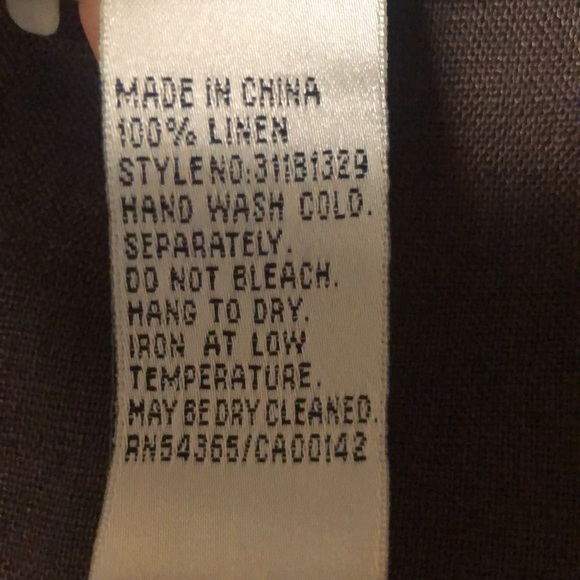 MADE IN CHINA
100% LINEN
STYLE NO:31181329
HAND WASH COLD.
SEPARATELY.
DO NOT BLEACH.
HANG TO DRY.
IRON AT LOW
TEMPERATURE.
MAY BE DRY CLEANED.
RN54365/CA00142